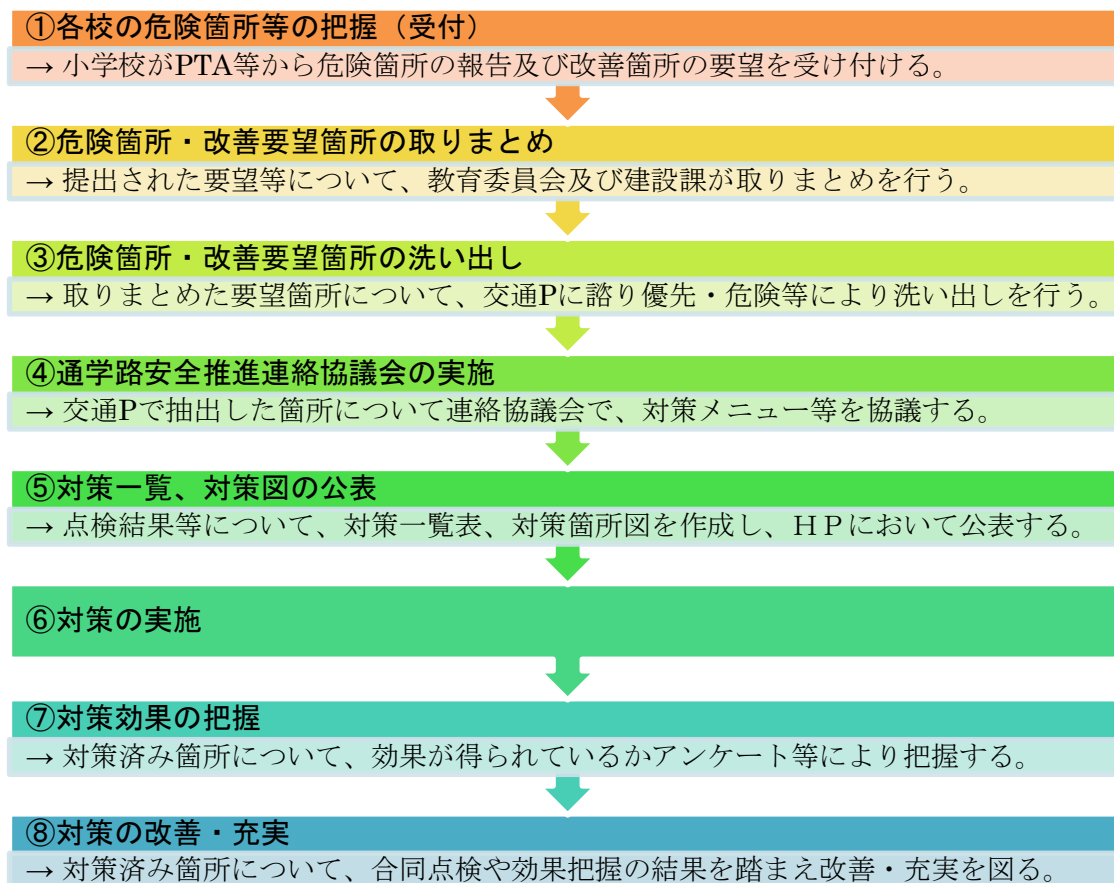 ①各校の危険箇所等の把握（受付）
→ 小学校がPTA等から危険箇所の報告及び改善箇所の要望を受け付ける。
②危険箇所・改善要望箇所の取りまとめ
→ 提出された要望等について、教育委員会及び建設課が取りまとめを行う。
③危険箇所・改善要望箇所の洗い出し
→ 取りまとめた要望箇所について、交通Pに諮り優先・危険等により洗い出しを行う。
④通学路安全推進連絡協議会の実施
→ 交通Pで抽出した箇所について連絡協議会で、対策メニュー等を協議する。
⑤対策一覧、対策図の公表
→ 点検結果等について、対策一覧表、対策箇所図を作成し、ＨＰにおいて公表する。
⑥対策の実施
⑦対策効果の把握
→ 対策済み箇所について、効果が得られているかアンケート等により把握する。
⑧対策の改善・充実
→ 対策済み箇所について、合同点検や効果把握の結果を踏まえ改善・充実を図る。